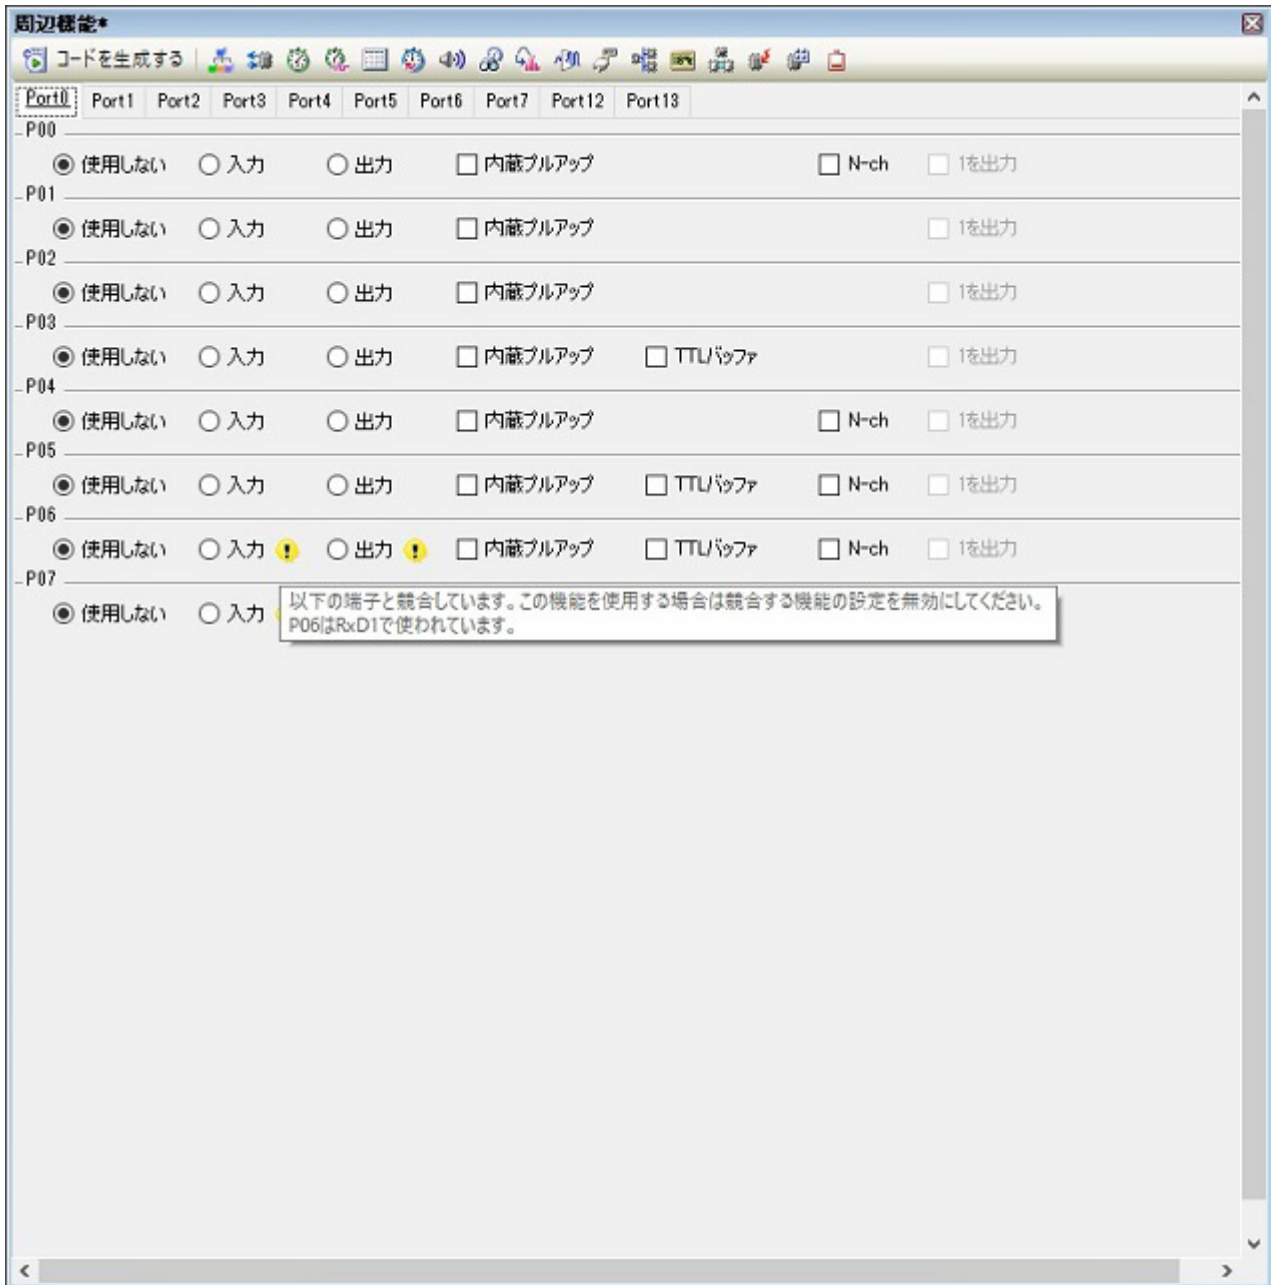 周辺機能*
コードを生成する
Port0 Port1 Port2 Port3 Port4 Port5 Port6 Port7 Port12 Port13
P00
使用しない 入力 出力 内蔵プルアップ N-ch 1を出力
P01
使用しない 入力 出力 内蔵プルアップ 1を出力
P02
使用しない 入力 出力 内蔵プルアップ 1を出力
P03
使用しない 入力 出力 内蔵プルアップ TTLバッファ 1を出力
P04
使用しない 入力 出力 内蔵プルアップ N-ch 1を出力
P05
使用しない 入力 出力 内蔵プルアップ TTLバッファ N-ch 1を出力
P06
使用しない 入力 出力 内蔵プルアップ TTLバッファ N-ch 1を出力
P07
使用しない 入力
以下の端子と競合しています。この機能を使用する場合は競合する機能の設定を無効にしてください。
P06はRxD1で使われています。